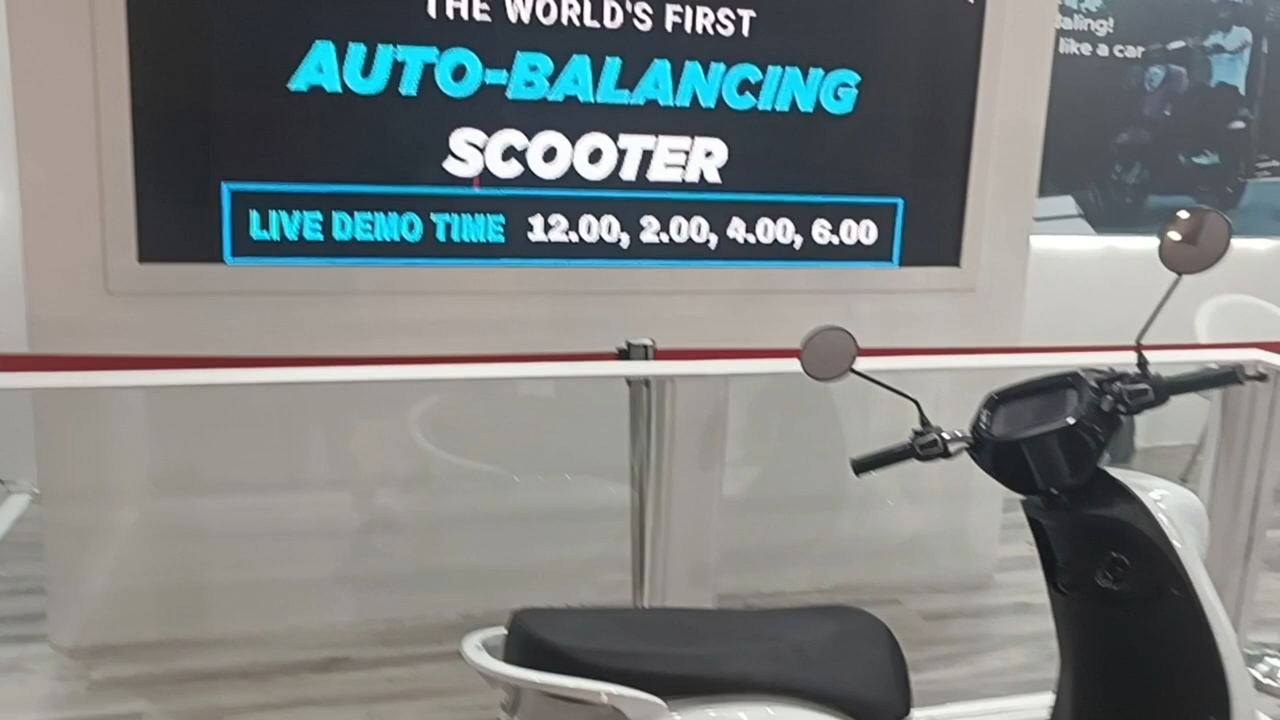 THE WORLD'S FIRST
AUTO-BALANCING
SCOOTER
LIVE DEMO TIME 12.00, 2.00, 4.00, 6.00
like a car